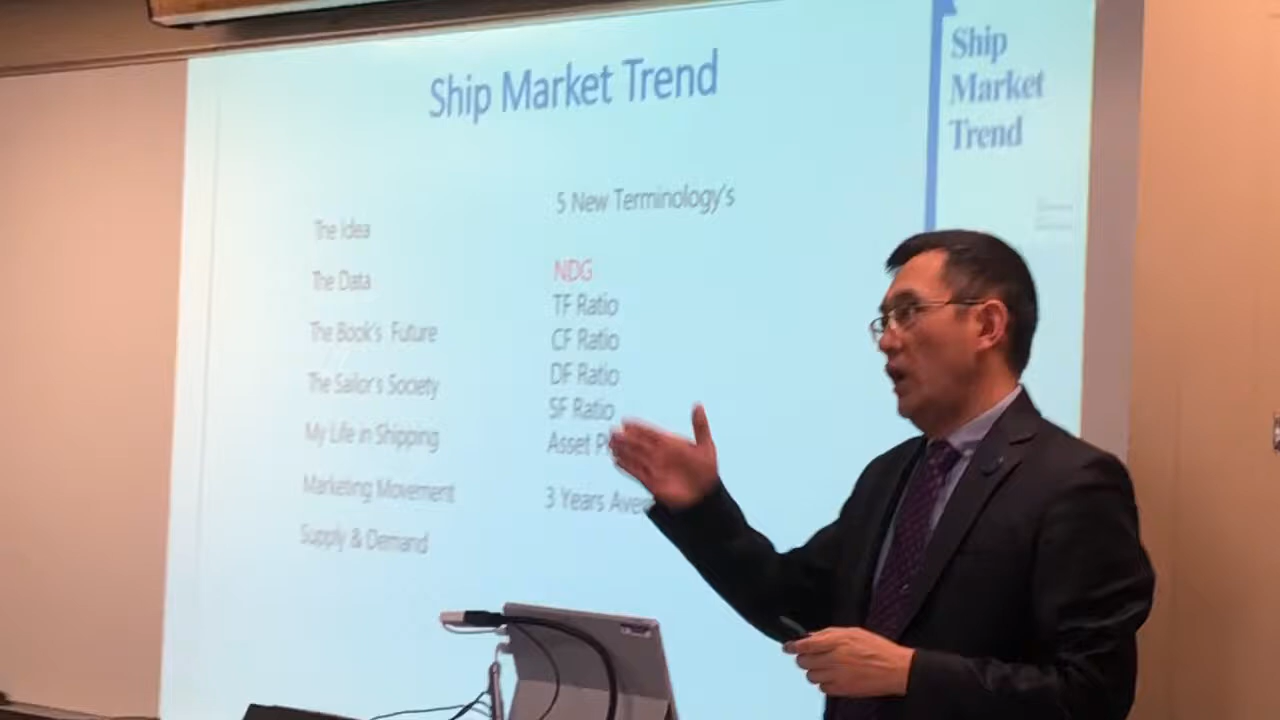 Ship Market Trend
Ship
Market
Trend
The Idea
The Data
The Book's Future
The Sailor's Society
My Life in Shipping
Marketing Movement
Supply & Demand
5 New Terminology's
NDG
TF Ratio
CF Ratio
DF Ratio
SF Ratio
Asset
3 Years